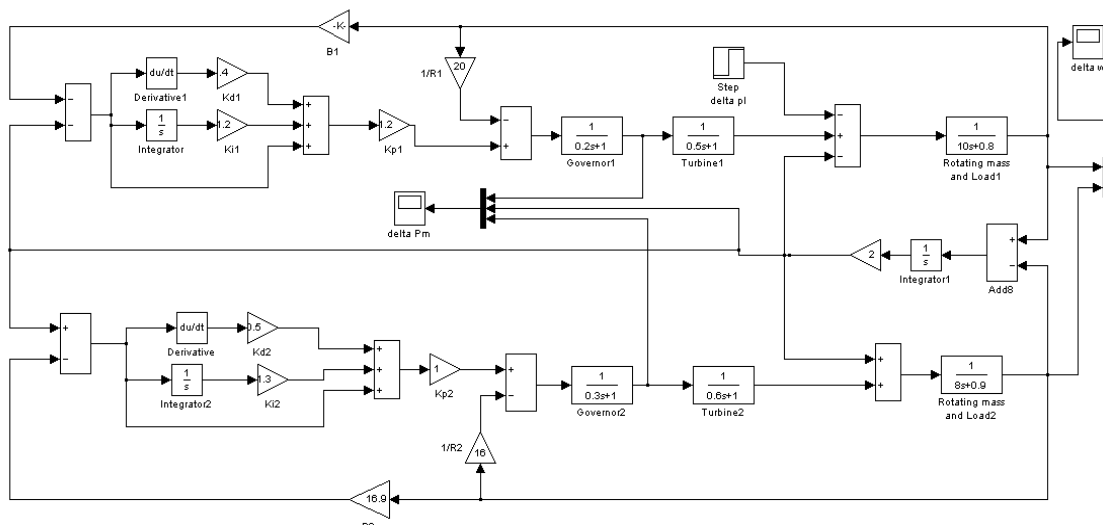 -K-
B1
20
1/R1
Step
delta pl
delta w
du/dt
Derivative1
.4
Kd1
1
s
Integrator
1.2
Ki1
1.2
Kp1
1
0.2s+1
Governor1
1
0.5s+1
Turbine1
1
10s+0.8
Rotating mass
and Load1
delta Pm
2
1
s
Integrator1
Add8
du/dt
Derivative
0.5
Kd2
1
s
Integrator2
1.3
Ki2
1
Kp2
1
0.3s+1
Governor2
1
0.6s+1
Turbine2
1
8s+0.9
Rotating mass
and Load2
1/R2
16
16.9